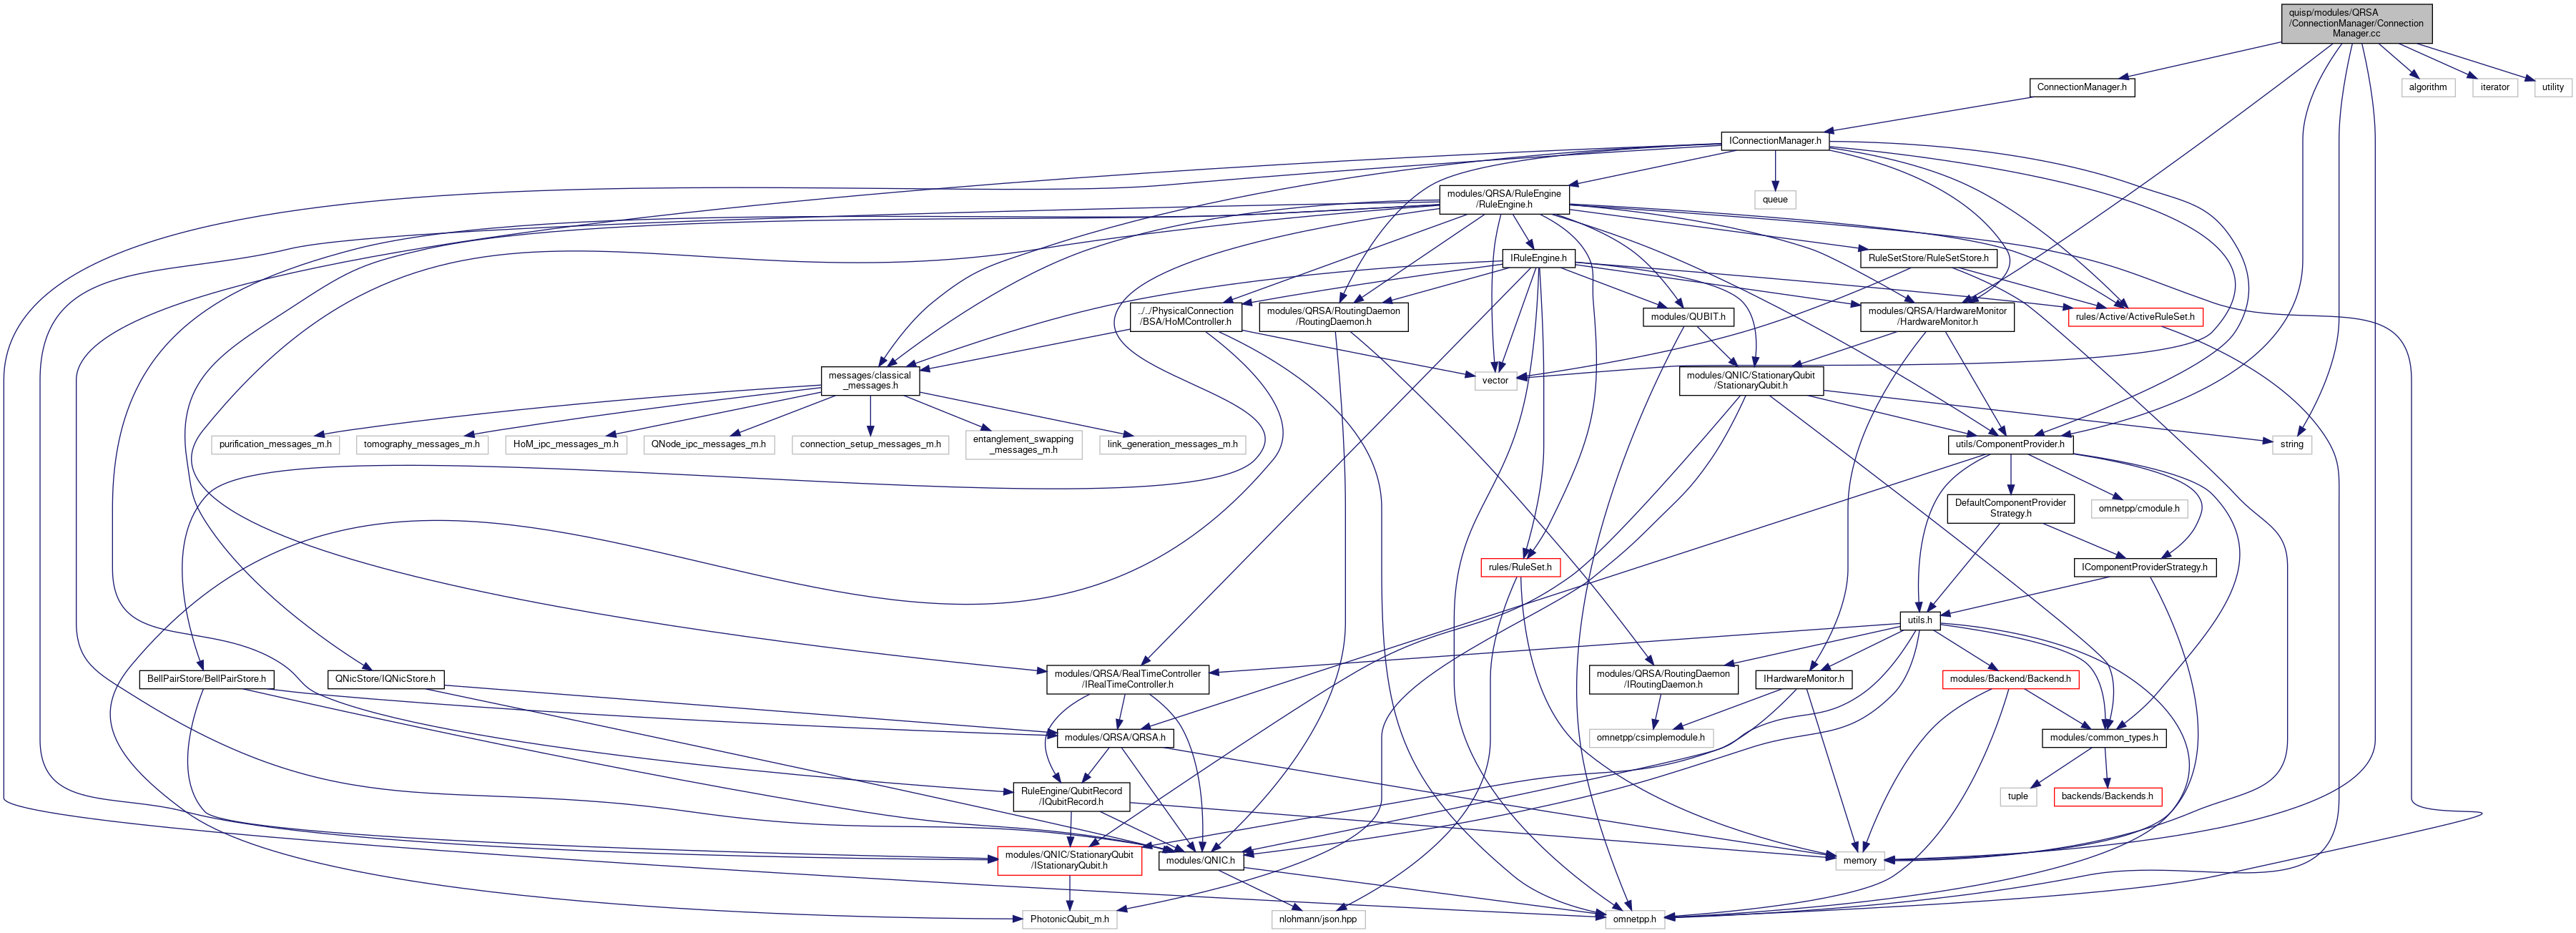 quisp/modules/QRSA
/ConnectionManager/Connection
Manager.cc
ConnectionManager.h
algorithm
iterator
utility
IConnectionManager.h
modules/QRSA/RuleEngine
/RuleEngine.h
queue
IRuleEngine.h
RuleSetStore/RuleSetStore.h
../../PhysicalConnection
/BSA/HoMController.h
modules/QRSA/RoutingDaemon
/RoutingDaemon.h
modules/QUBIT.h
modules/QRSA/HardwareMonitor
/HardwareMonitor.h
rules/Active/ActiveRuleSet.h
messages/classical
_messages.h
vector
modules/QNIC/StationaryQubit
/StationaryQubit.h
purification_messages_m.h
tomography_messages_m.h
HoM_ipc_messages_m.h
QNode_ipc_messages_m.h
connection_setup_messages_m.h
entanglement_swapping
_messages_m.h
link_generation_messages_m.h
utils/ComponentProvider.h
string
DefaultComponentProvider
Strategy.h
omnetpp/cmodule.h
rules/RuleSet.h
IComponentProviderStrategy.h
utils.h
BellPairStore/BellPairStore.h
QNicStore/IQNicStore.h
modules/QRSA/RealTimeController
/IRealTimeController.h
modules/QRSA/RoutingDaemon
/IRoutingDaemon.h
IHardwareMonitor.h
modules/Backend/Backend.h
modules/QRSA/QRSA.h
omnetpp/csimplemodule.h
modules/common_types.h
RuleEngine/QubitRecord
/IQubitRecord.h
tuple
backends/Backends.h
modules/QNIC/StationaryQubit
/IStationaryQubit.h
modules/QNIC.h
memory
PhotonicQubit_m.h
nlohmann/json.hpp
omnetpp.h